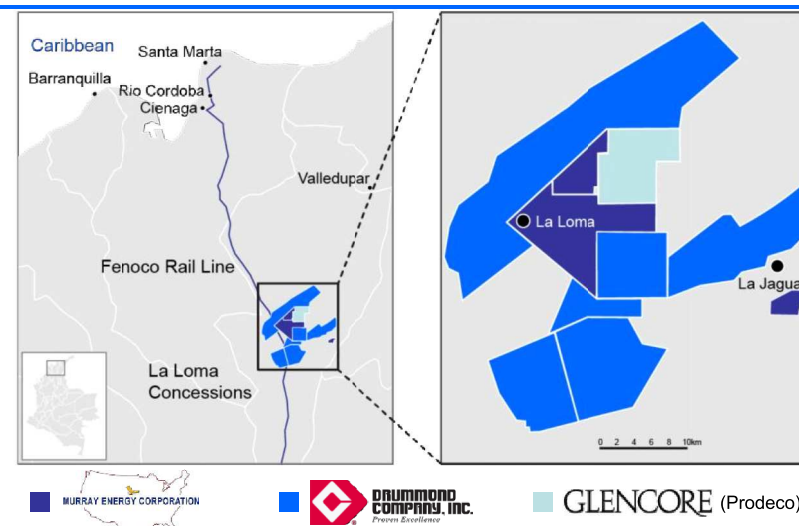 Caribbean
Santa Marta
Barranquilla
Rio Cordoba
Cienaga
Valledupar
Fenoco Rail Line
La Loma
Concessions
La Loma
La Jagua
0 2 4 6 8 10km
MURRAY ENERGY CORPORATION
DRUMMOND
COMPANY, INC.
Proven Excellence
GLENCORE (Prodeco)